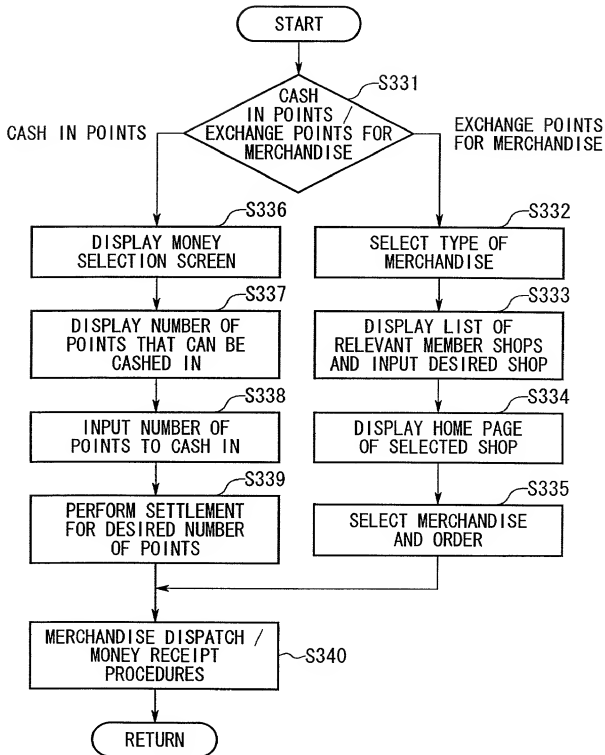 START
S331
CASH
IN POINTS /
EXCHANGE POINTS FOR
MERCHANDISE
CASH IN POINTS
EXCHANGE POINTS
FOR MERCHANDISE
S336
DISPLAY MONEY
SELECTION SCREEN
S337
DISPLAY NUMBER OF
POINTS THAT CAN BE
CASHED IN
S338
INPUT NUMBER OF
POINTS TO CASH IN
S339
PERFORM SETTLEMENT
FOR DESIRED NUMBER
OF POINTS
S332
SELECT TYPE OF
MERCHANDISE
S333
DISPLAY LIST OF
RELEVANT MEMBER SHOPS
AND INPUT DESIRED SHOP
S334
DISPLAY HOME PAGE
OF SELECTED SHOP
S335
SELECT MERCHANDISE
AND ORDER
MERCHANDISE DISPATCH /
MONEY RECEIPT
PROCEDURES
S340
RETURN